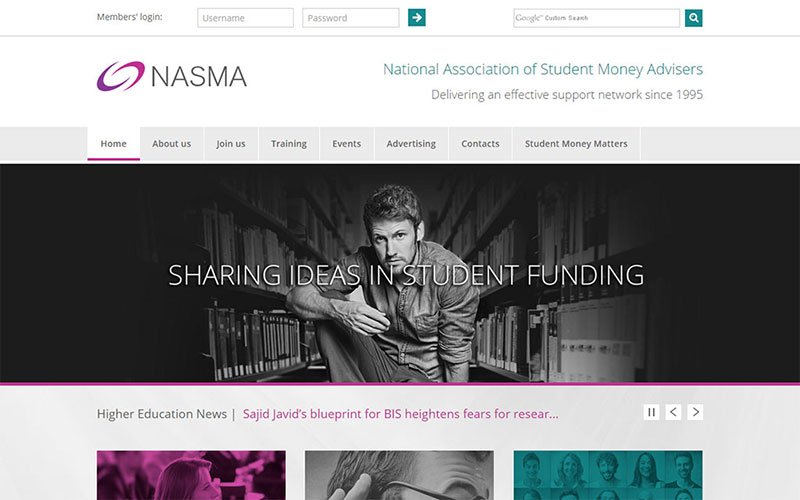 Members' login:
Username
Password
Google™ Custom Search
NASMA
National Association of Student Money Advisers
Delivering an effective support network since 1995
Home
About us
Join us
Training
Events
Advertising
Contacts
Student Money Matters
SHARING IDEAS IN STUDENT FUNDING
Higher Education News | Sajid Javid's blueprint for BIS heightens fears for resear...